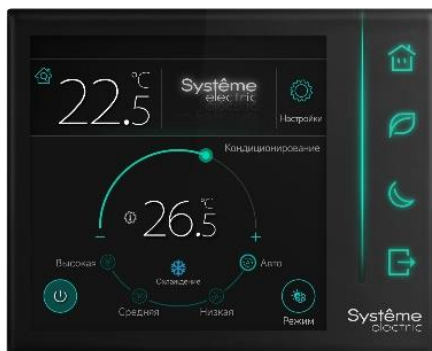 22.5 °C
Systême
electric
Настройки
Кондиционирование
26.5 °C
−
+
Высокая
Охлаждение
Авто
Средняя
Низкая
Режим
Systême
electric